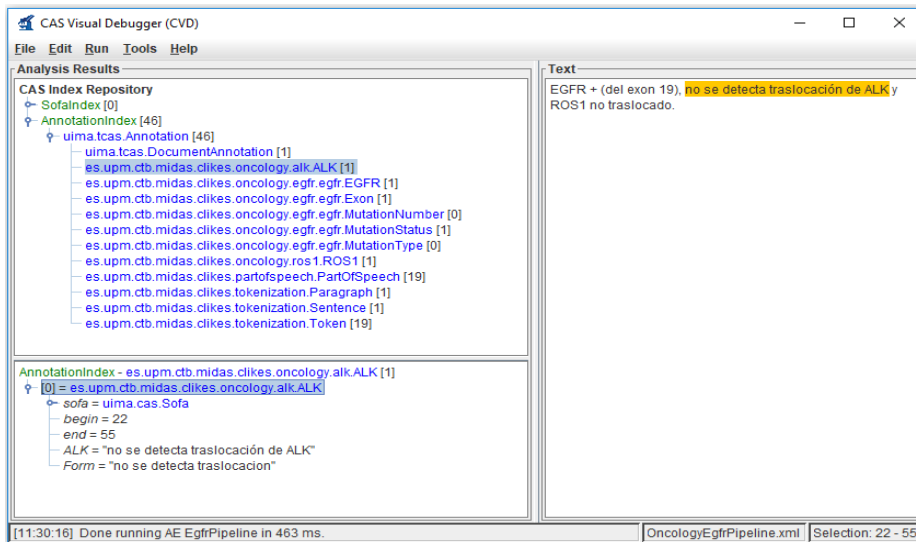 CAS Visual Debugger (CVD)
File Edit Run Tools Help
Analysis Results
CAS Index Repository
SofaIndex [0]
AnnotationIndex [46]
uima.tcas.Annotation [46]
uima.tcas.DocumentAnnotation [1]
es.upm.ctb.midas.clikes.oncology.alk.ALK [1]
es.upm.ctb.midas.clikes.oncology.egfr.egfr.EGFR [1]
es.upm.ctb.midas.clikes.oncology.egfr.egfr.Exon [1]
es.upm.ctb.midas.clikes.oncology.egfr.egfr.MutationNumber [0]
es.upm.ctb.midas.clikes.oncology.egfr.egfr.MutationStatus [1]
es.upm.ctb.midas.clikes.oncology.egfr.egfr.MutationType [0]
es.upm.ctb.midas.clikes.oncology.ros1.ROS1 [1]
es.upm.ctb.midas.clikes.partofspeech.PartOfSpeech [19]
es.upm.ctb.midas.clikes.tokenization.Paragraph [1]
es.upm.ctb.midas.clikes.tokenization.Sentence [1]
es.upm.ctb.midas.clikes.tokenization.Token [19]
AnnotationIndex - es.upm.ctb.midas.clikes.oncology.alk.ALK [1]
[0] = es.upm.ctb.midas.clikes.oncology.alk.ALK
sofa = uima.cas.Sofa
begin = 22
end = 55
ALK = "no se detecta traslocación de ALK"
Form = "no se detecta traslocacion"
Text
EGFR + (del exon 19), no se detecta traslocación de ALK y
ROS1 no traslocado.
[11:30:16] Done running AE EgfrPipeline in 463 ms.
OncologyEgfrPipeline.xml
Selection: 22 - 55